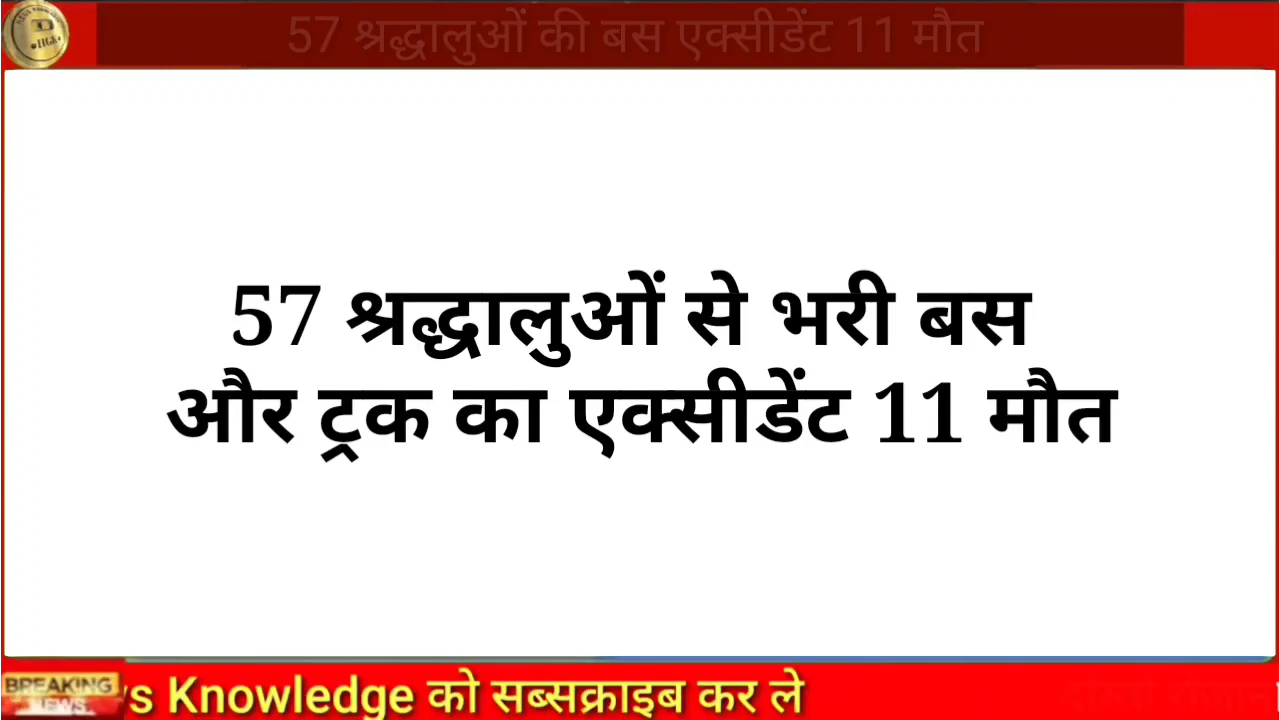 57 श्रद्धालुओं की बस एक्सीडेंट 11 मौत
57 श्रद्धालुओं से भरी बस
और ट्रक का एक्सीडेंट 11 मौत
BREAKING
NEWS
Knowledge को सब्सक्राइब कर ले